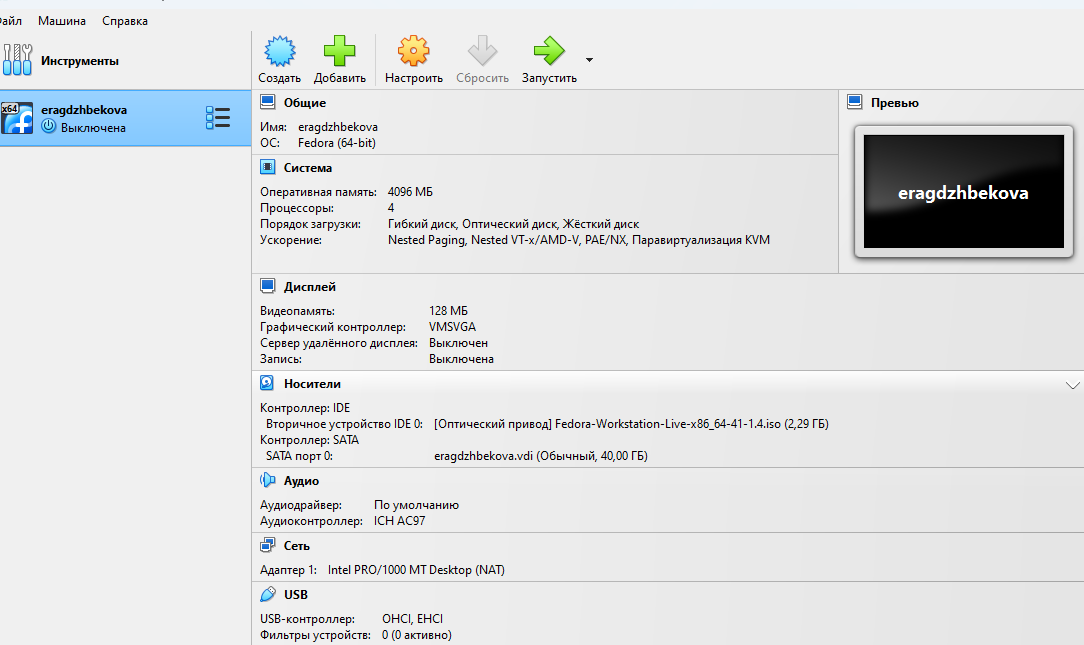 айл Машина Справка
Инструменты
Создать Добавить Настроить Сбросить Запустить
x64
eragdzhbekova
Выключена
Общие
Имя: eragdzhbekova
ОС: Fedora (64-bit)
Превью
eragdzhbekova
Система
Оперативная память: 4096 МБ
Процессоры: 4
Порядок загрузки: Гибкий диск, Оптический диск, Жёсткий диск
Ускорение: Nested Paging, Nested VT-x/AMD-V, PAE/NX, Паравиртуализация KVM
Дисплей
Видеопамять: 128 МБ
Графический контроллер: VMSVGA
Сервер удалённого дисплея: Выключен
Запись: Выключена
Носители
Контроллер: IDE
Вторичное устройство IDE 0: [Оптический привод] Fedora-Workstation-Live-x86_64-41-1.4.iso (2,29 ГБ)
Контроллер: SATA
SATA порт 0: eragdzhbekova.vdi (Обычный, 40,00 ГБ)
Аудио
Аудиодрайвер: По умолчанию
Аудиоконтроллер: ICH AC97
Сеть
Адаптер 1: Intel PRO/1000 MT Desktop (NAT)
USB
USB-контроллер: OHCI, EHCI
Фильтры устройств: 0 (0 активно)